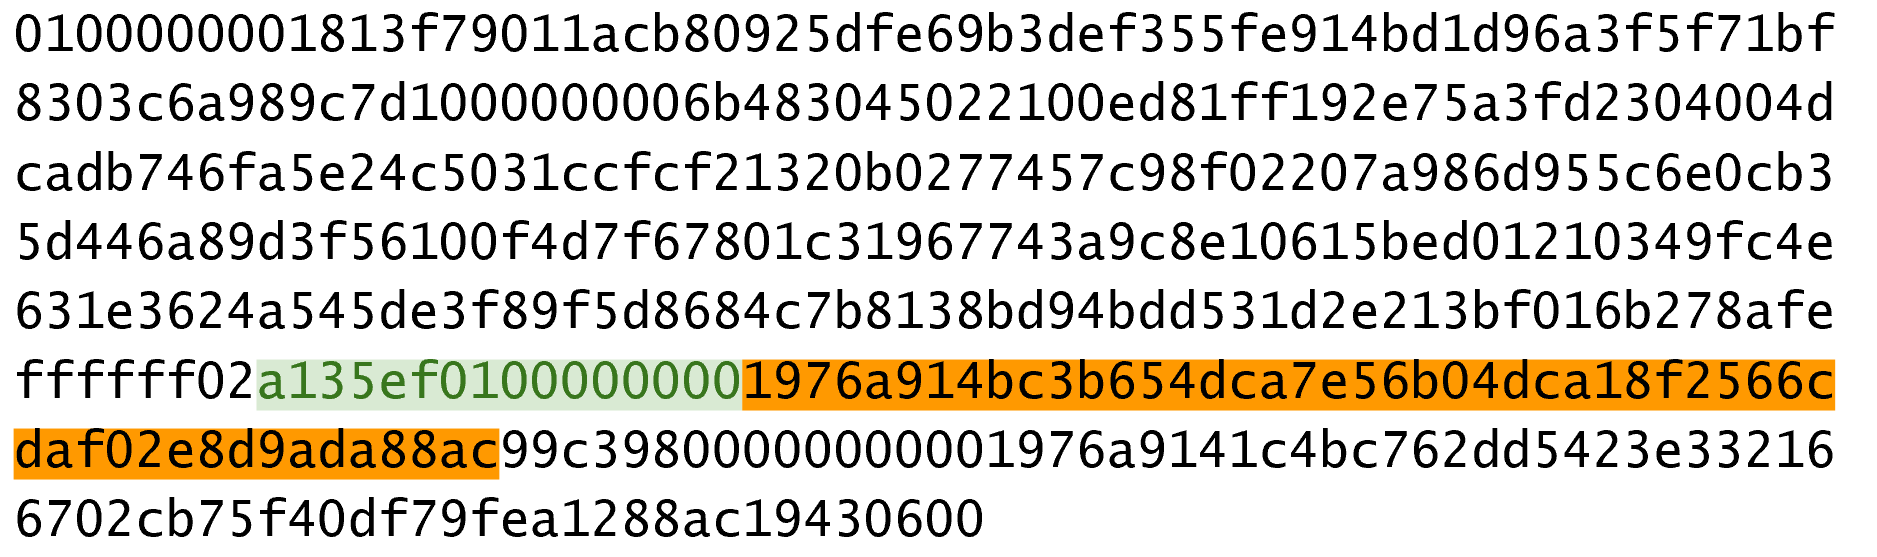 0100000001813f79011acb80925dfe69b3def355fe914bd1d96a3f5f71bf
8303c6a989c7d1000000006b483045022100ed81ff192e75a3fd2304004d
cadb746fa5e24c5031ccfcf21320b0277457c98f02207a986d955c6e0cb3
5d446a89d3f56100f4d7f67801c31967743a9c8e10615bed01210349fc4e
631e3624a545de3f89f5d8684c7b8138bd94bdd531d2e213bf016b278afe
ffffff02a135ef01000000001976a914bc3b654dca7e56b04dca18f2566c
daf02e8d9ada88ac99c39800000000001976a9141c4bc762dd5423e33216
6702cb75f40df79fea1288ac19430600